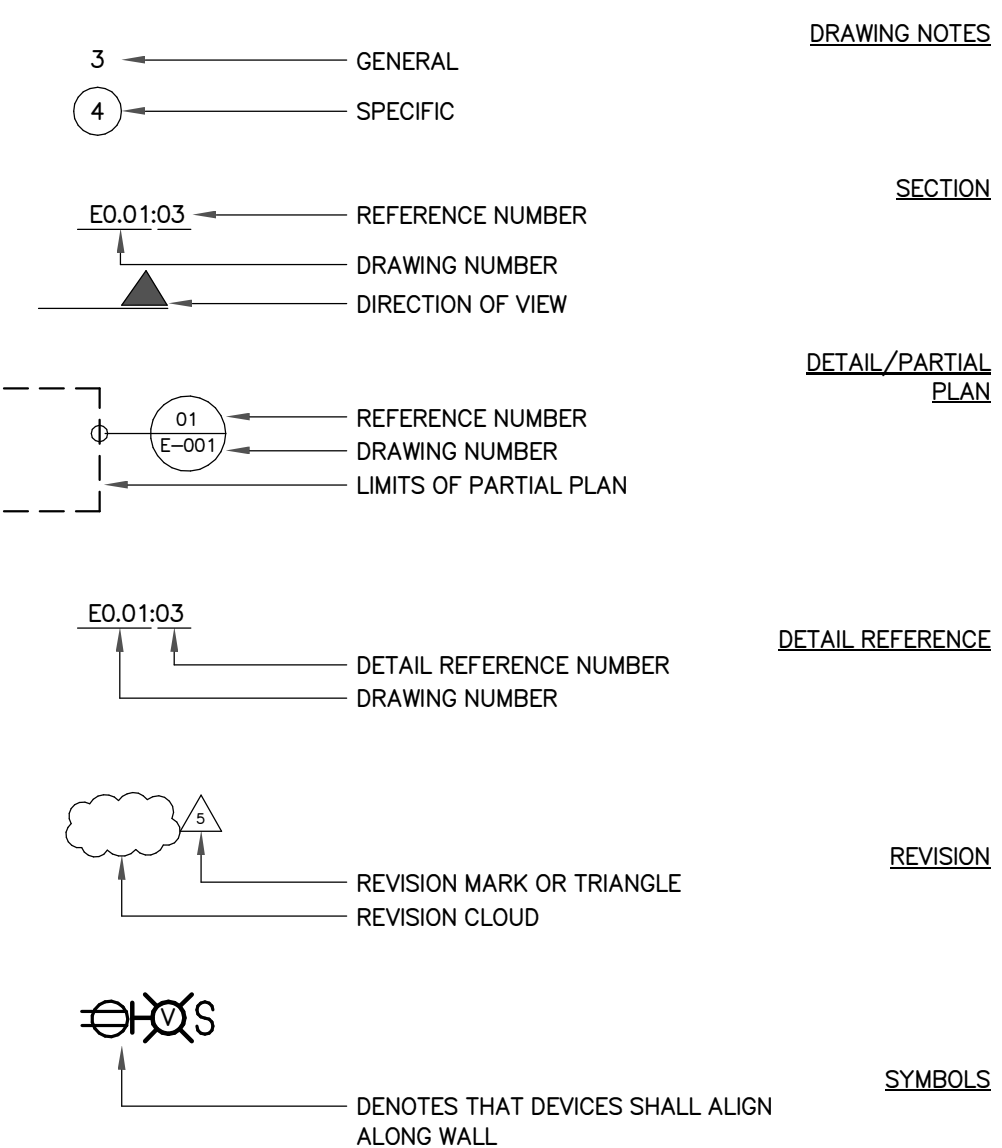 DRAWING NOTES
3
GENERAL
4
SPECIFIC
SECTION
E0.01:03
REFERENCE NUMBER
DRAWING NUMBER
DIRECTION OF VIEW
DETAIL/PARTIAL
PLAN
01
REFERENCE NUMBER
E-001
DRAWING NUMBER
LIMITS OF PARTIAL PLAN
E0.01:03
DETAIL REFERENCE
DETAIL REFERENCE NUMBER
DRAWING NUMBER
5
REVISION
REVISION MARK OR TRIANGLE
REVISION CLOUD
V S
SYMBOLS
DENOTES THAT DEVICES SHALL ALIGN
ALONG WALL